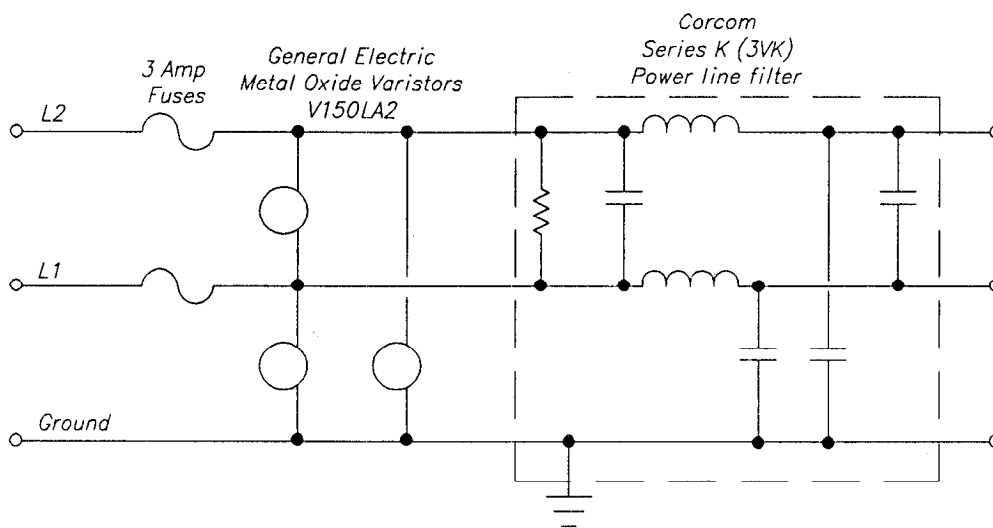 Corcom
Series K (3VK)
Power line filter
General Electric
Metal Oxide Varistors
V150LA2
3 Amp
Fuses
L2
L1
Ground